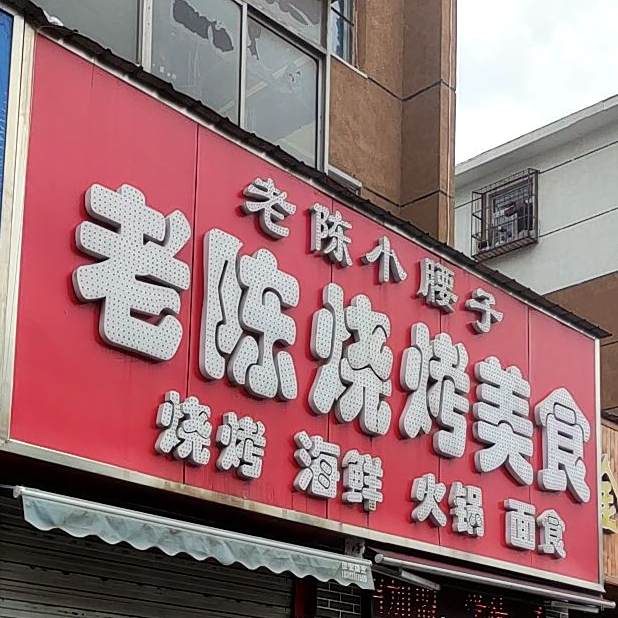 老陈小腰子
老陈烧烤美食
烧烤 海鲜 火锅 面食